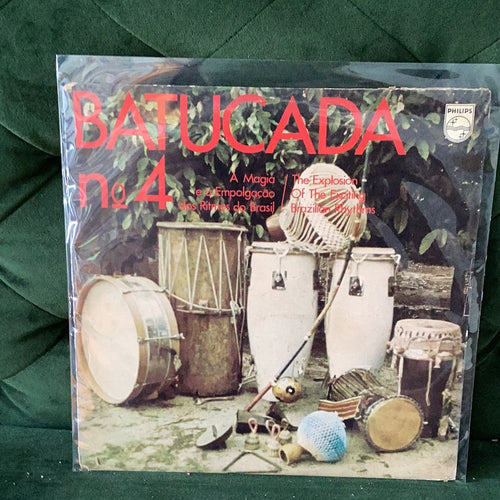 BATUCADA
nº 4
A Magia
e a Empolgação
dos Ritmos do Brasil
The Explosion
Of The Exciting
Brazilian Rhythms
PHILIPS